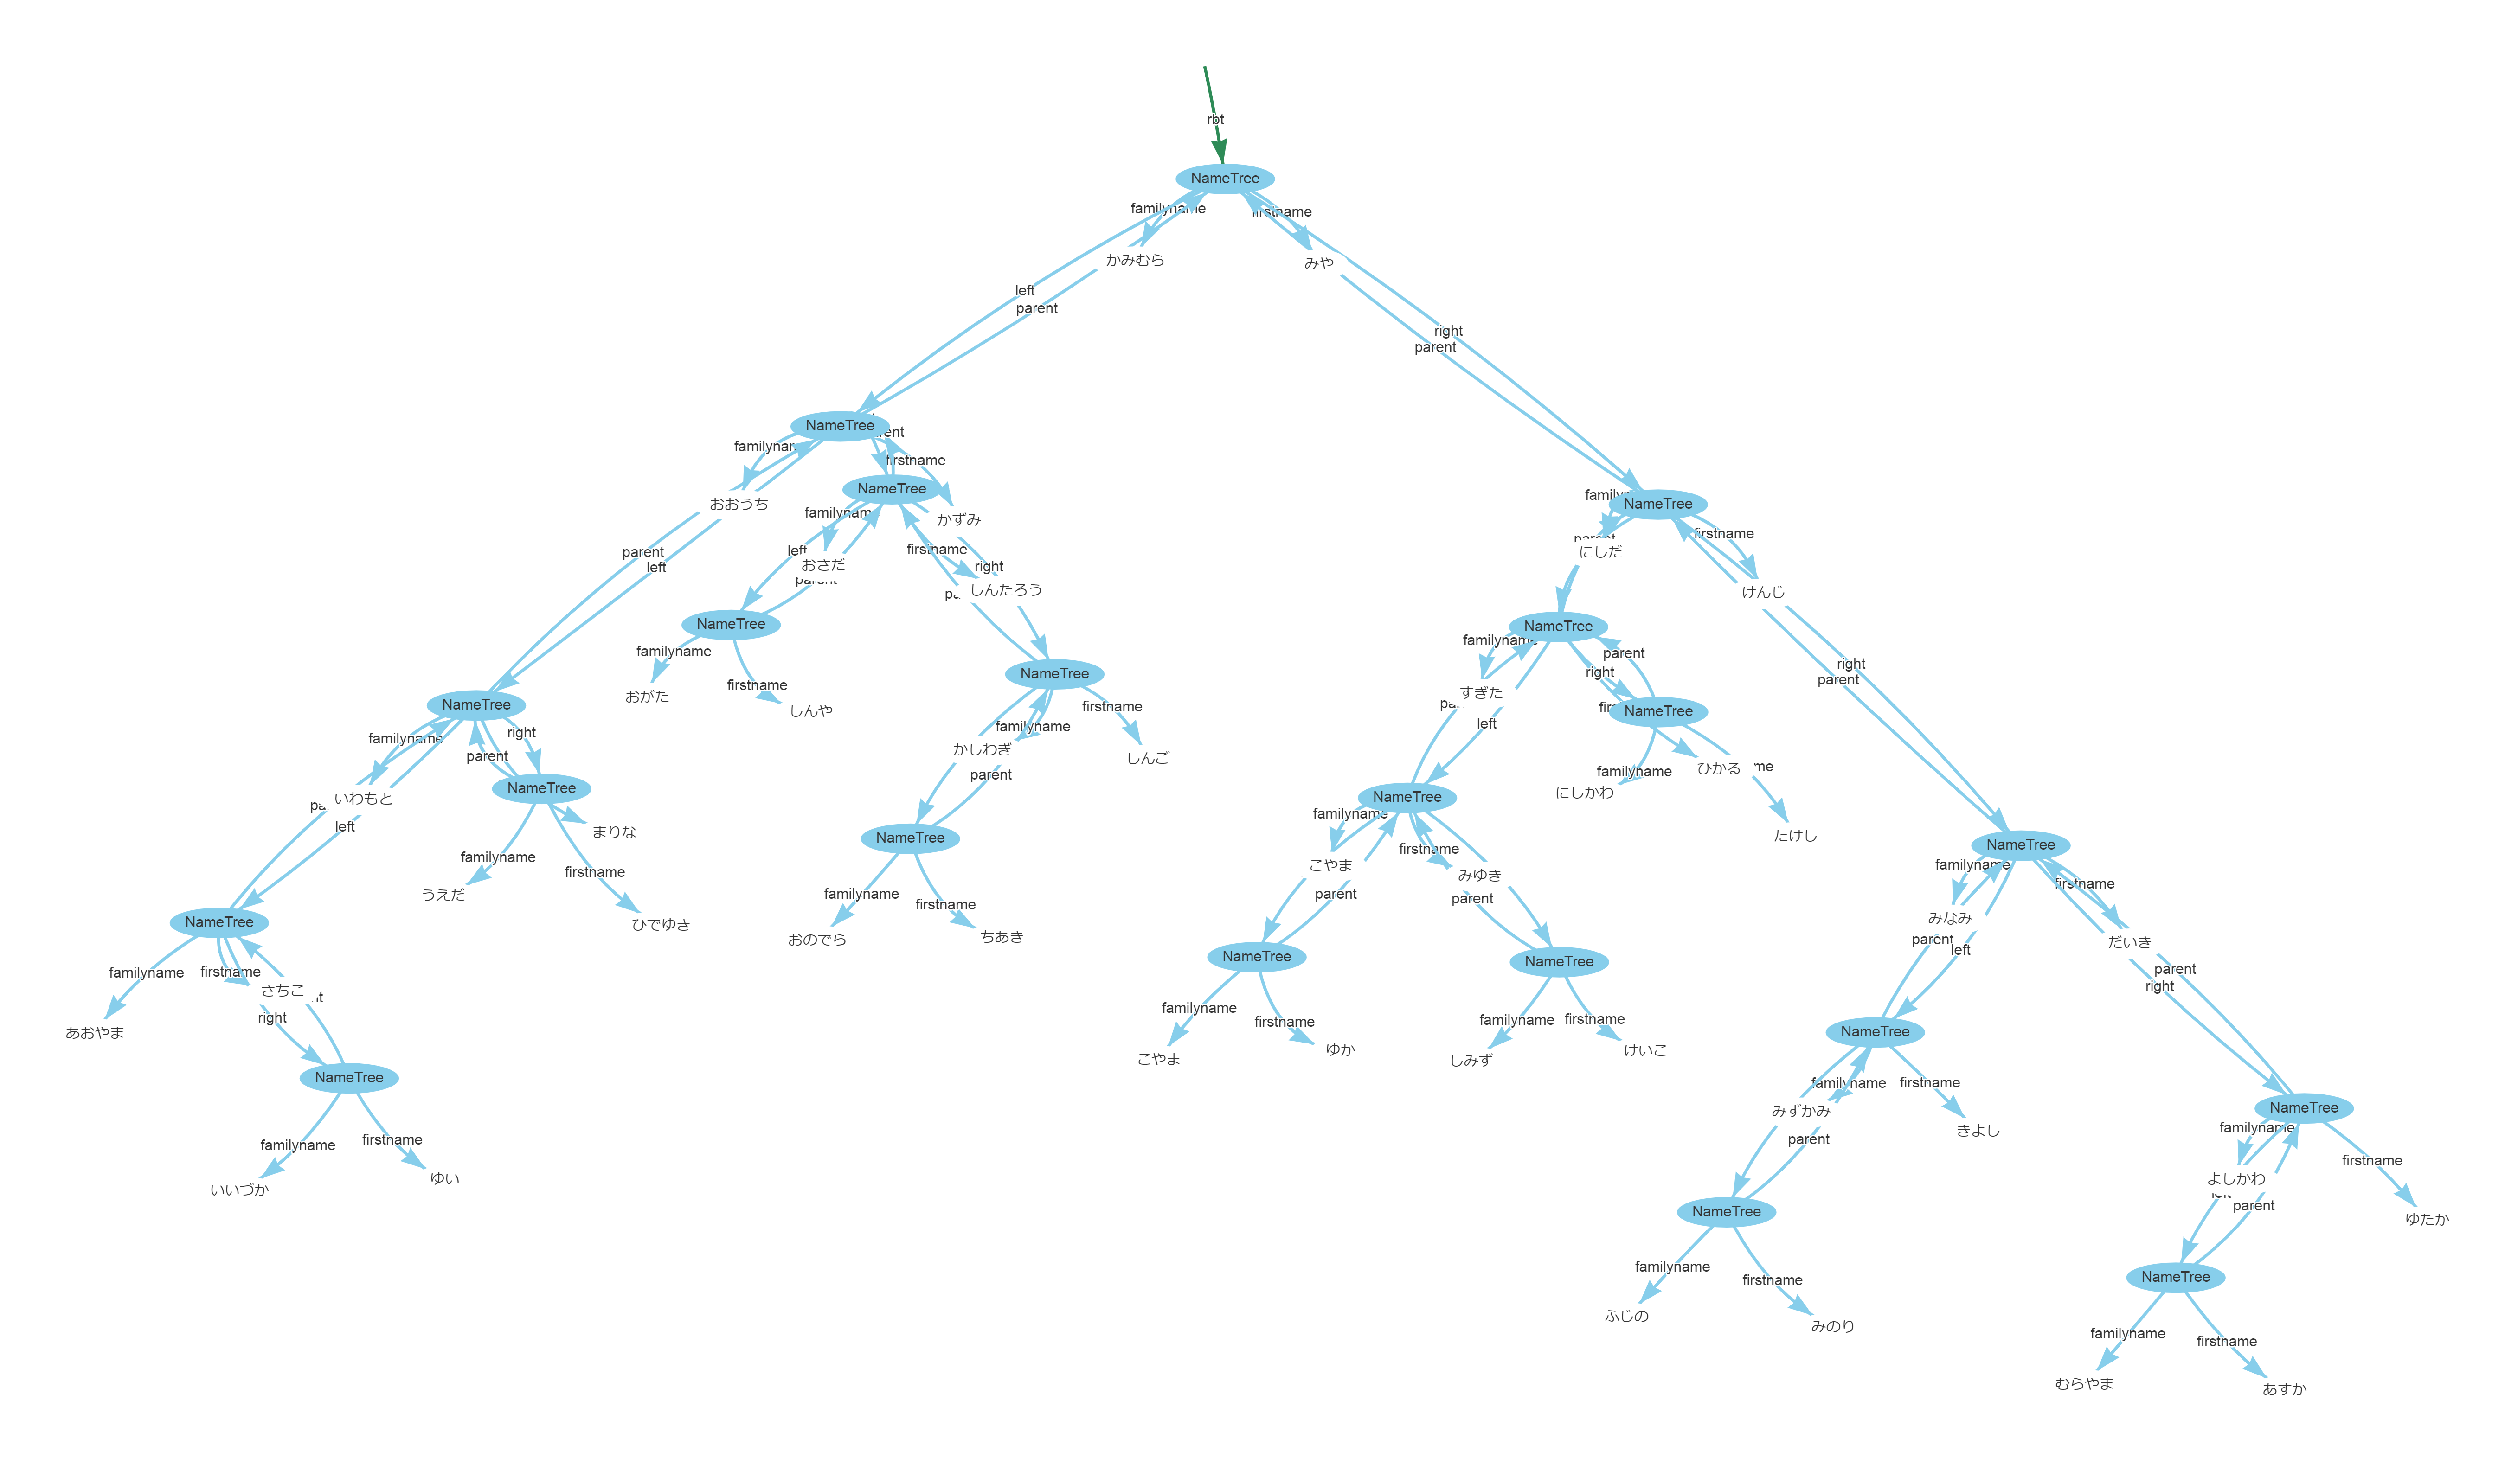 rbt
NameTree
familyname
firstname
かみむら
みや
left
parent
right
parent
NameTree
familyname
firstname
おおうち
かずみ
NameTree
familyname
left
おさだ
parent
firstname
right
しんたろう
NameTree
firstname
にしだ
けんじ
parent
left
NameTree
familyname
firstname
おがた
しんや
NameTree
familyname
firstname
かしわぎ
しんご
parent
NameTree
familyname
right
parent
いわもと
left
NameTree
まりな
familyname
firstname
うえだ
ひでゆき
NameTree
familyname
firstname
おのでら
ちあき
NameTree
familyname
firstname
あおやま
さちこ
right
NameTree
familyname
firstname
いいづか
ゆい
NameTree
familyname
parent
right
すぎた
left
NameTree
familyname
にしかわ
ひかる
たけし
right
parent
NameTree
familyname
firstname
こやま
みゆき
parent
parent
NameTree
familyname
firstname
こやま
ゆか
NameTree
familyname
firstname
しみず
けいこ
NameTree
familyname
firstname
みなみ
だいき
parent
left
parent
right
NameTree
familyname
firstname
みずかみ
きよし
parent
NameTree
familyname
firstname
ふじの
みのり
NameTree
familyname
firstname
よしかわ
ゆたか
parent
NameTree
familyname
firstname
むらやま
あすか